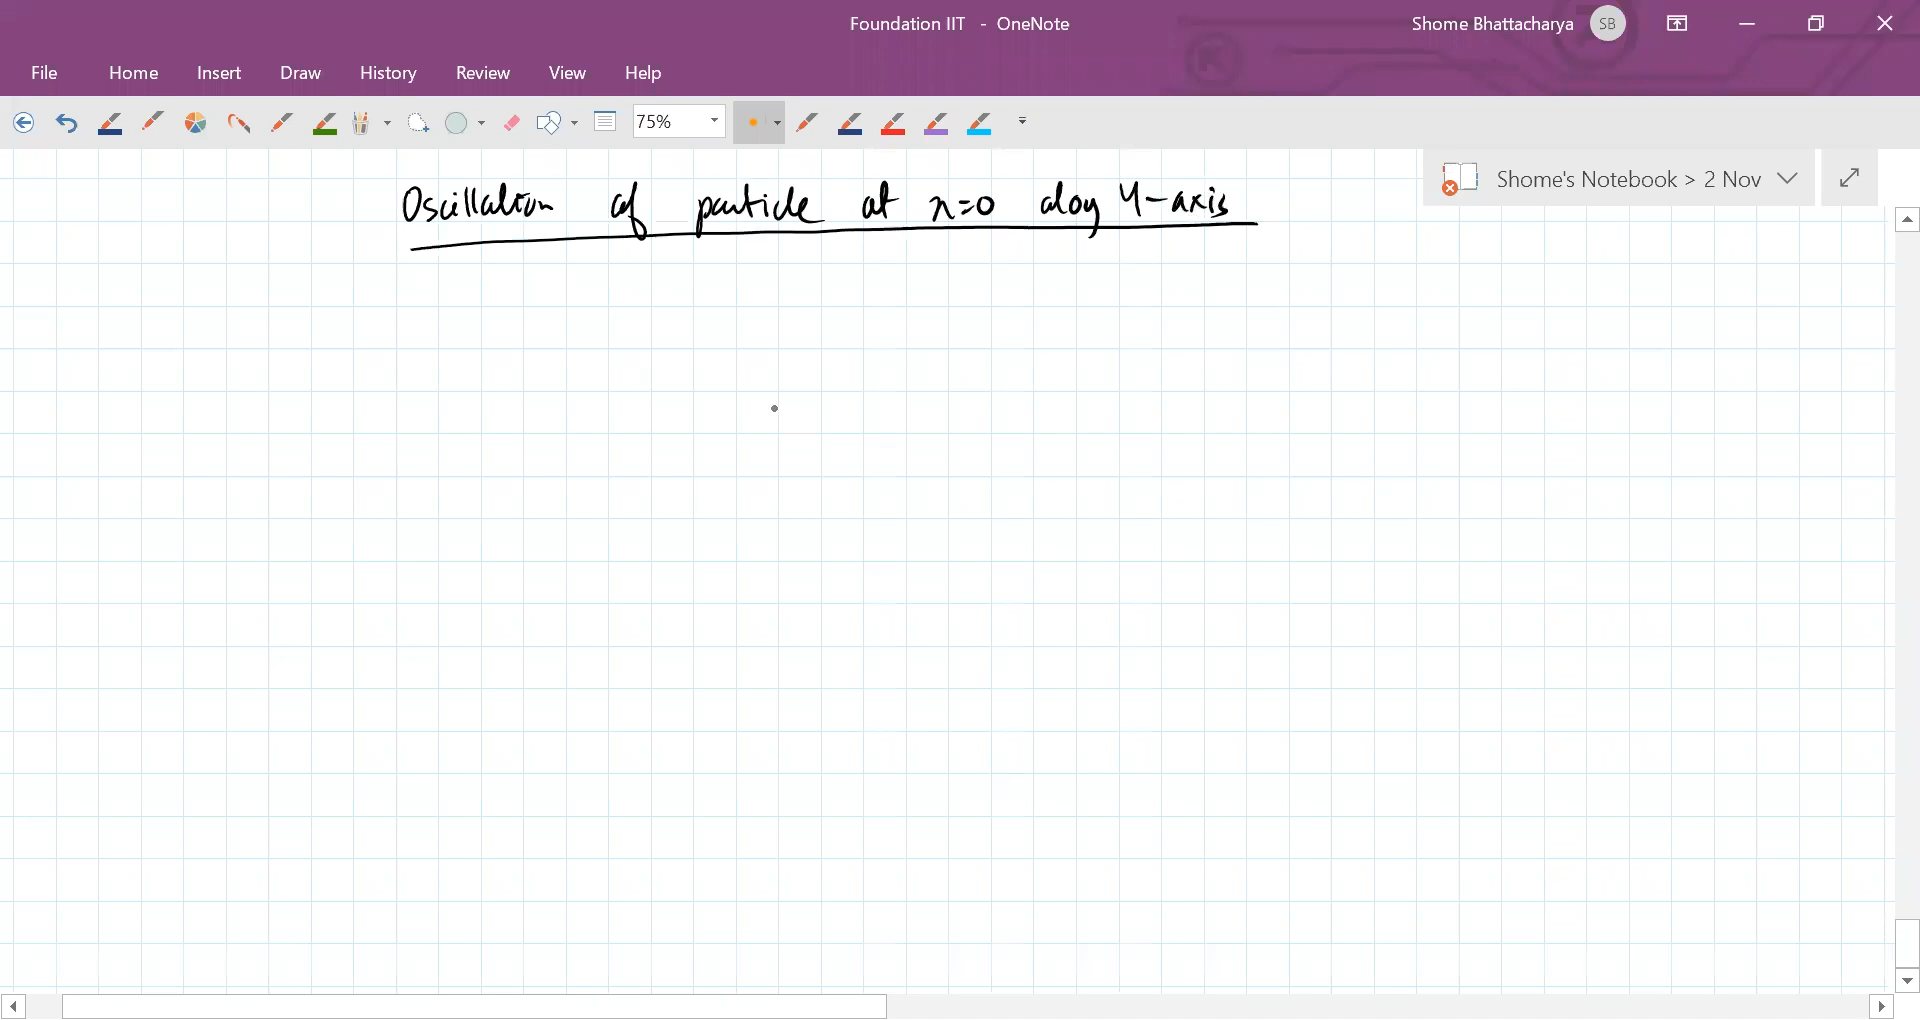 Foundation IIT - OneNote
Shome Bhattacharya SB
File Home Insert Draw History Review View Help
75%
Shome's Notebook > 2 Nov
Oscillation of particle at x=0 along Y-axis